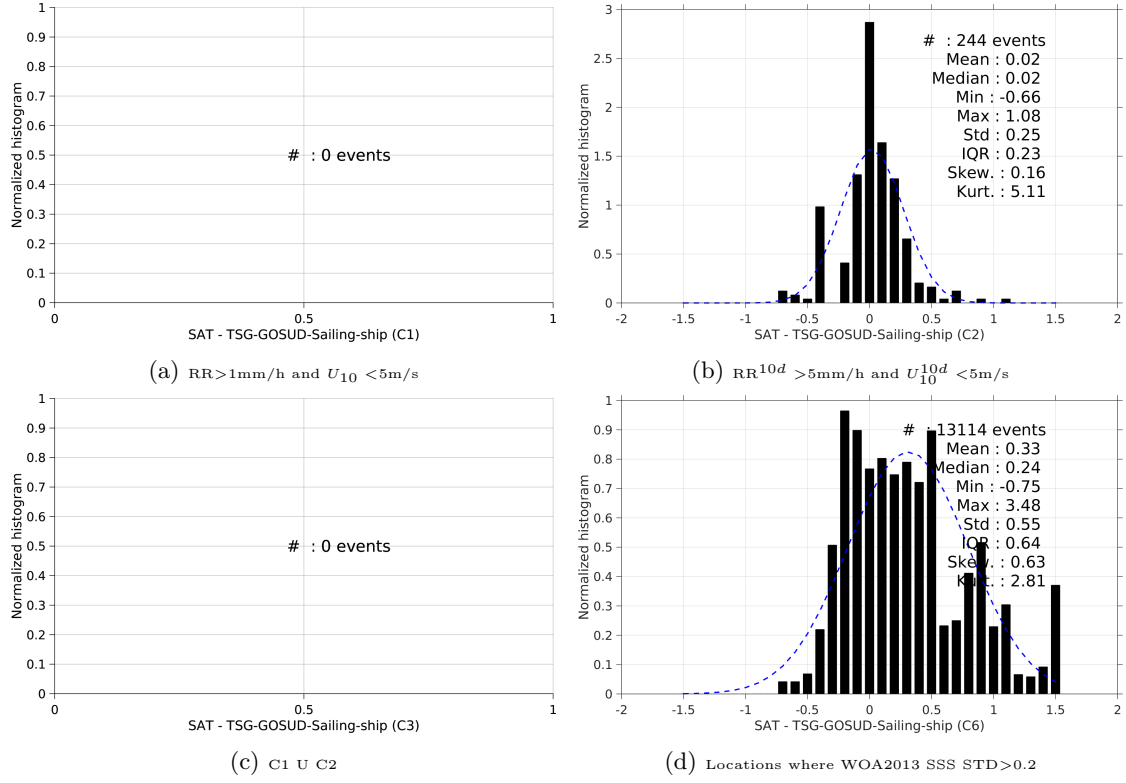 1
0.9
0.8
0.7
0.6
0.5
0.4
0.3
0.2
0.1
0
Normalized histogram
# : 0 events
0 0.5 1
SAT - TSG-GOSUD-Sailing-ship (C1)
(a) RR>1mm/h and U10 <5m/s
3
2.5
2
1.5
1
0.5
0
Normalized histogram
# : 244 events
Mean : 0.02
Median : 0.02
Min : -0.66
Max : 1.08
Std : 0.25
IQR : 0.23
Skew. : 0.16
Kurt. : 5.11
-2 -1.5 -1 -0.5 0 0.5 1 1.5 2
SAT - TSG-GOSUD-Sailing-ship (C2)
(b) RR^10d >5mm/h and U10^10d <5m/s
1
0.9
0.8
0.7
0.6
0.5
0.4
0.3
0.2
0.1
0
Normalized histogram
# : 0 events
0 0.5 1
SAT - TSG-GOSUD-Sailing-ship (C3)
(c) C1 U C2
1
0.9
0.8
0.7
0.6
0.5
0.4
0.3
0.2
0.1
0
Normalized histogram
# : 13114 events
Mean : 0.33
Median : 0.24
Min : -0.75
Max : 3.48
Std : 0.55
IQR : 0.64
Skew. : 0.63
Kurt. : 2.81
-2 -1.5 -1 -0.5 0 0.5 1 1.5 2
SAT - TSG-GOSUD-Sailing-ship (C6)
(d) Locations where WOA2013 SSS STD>0.2